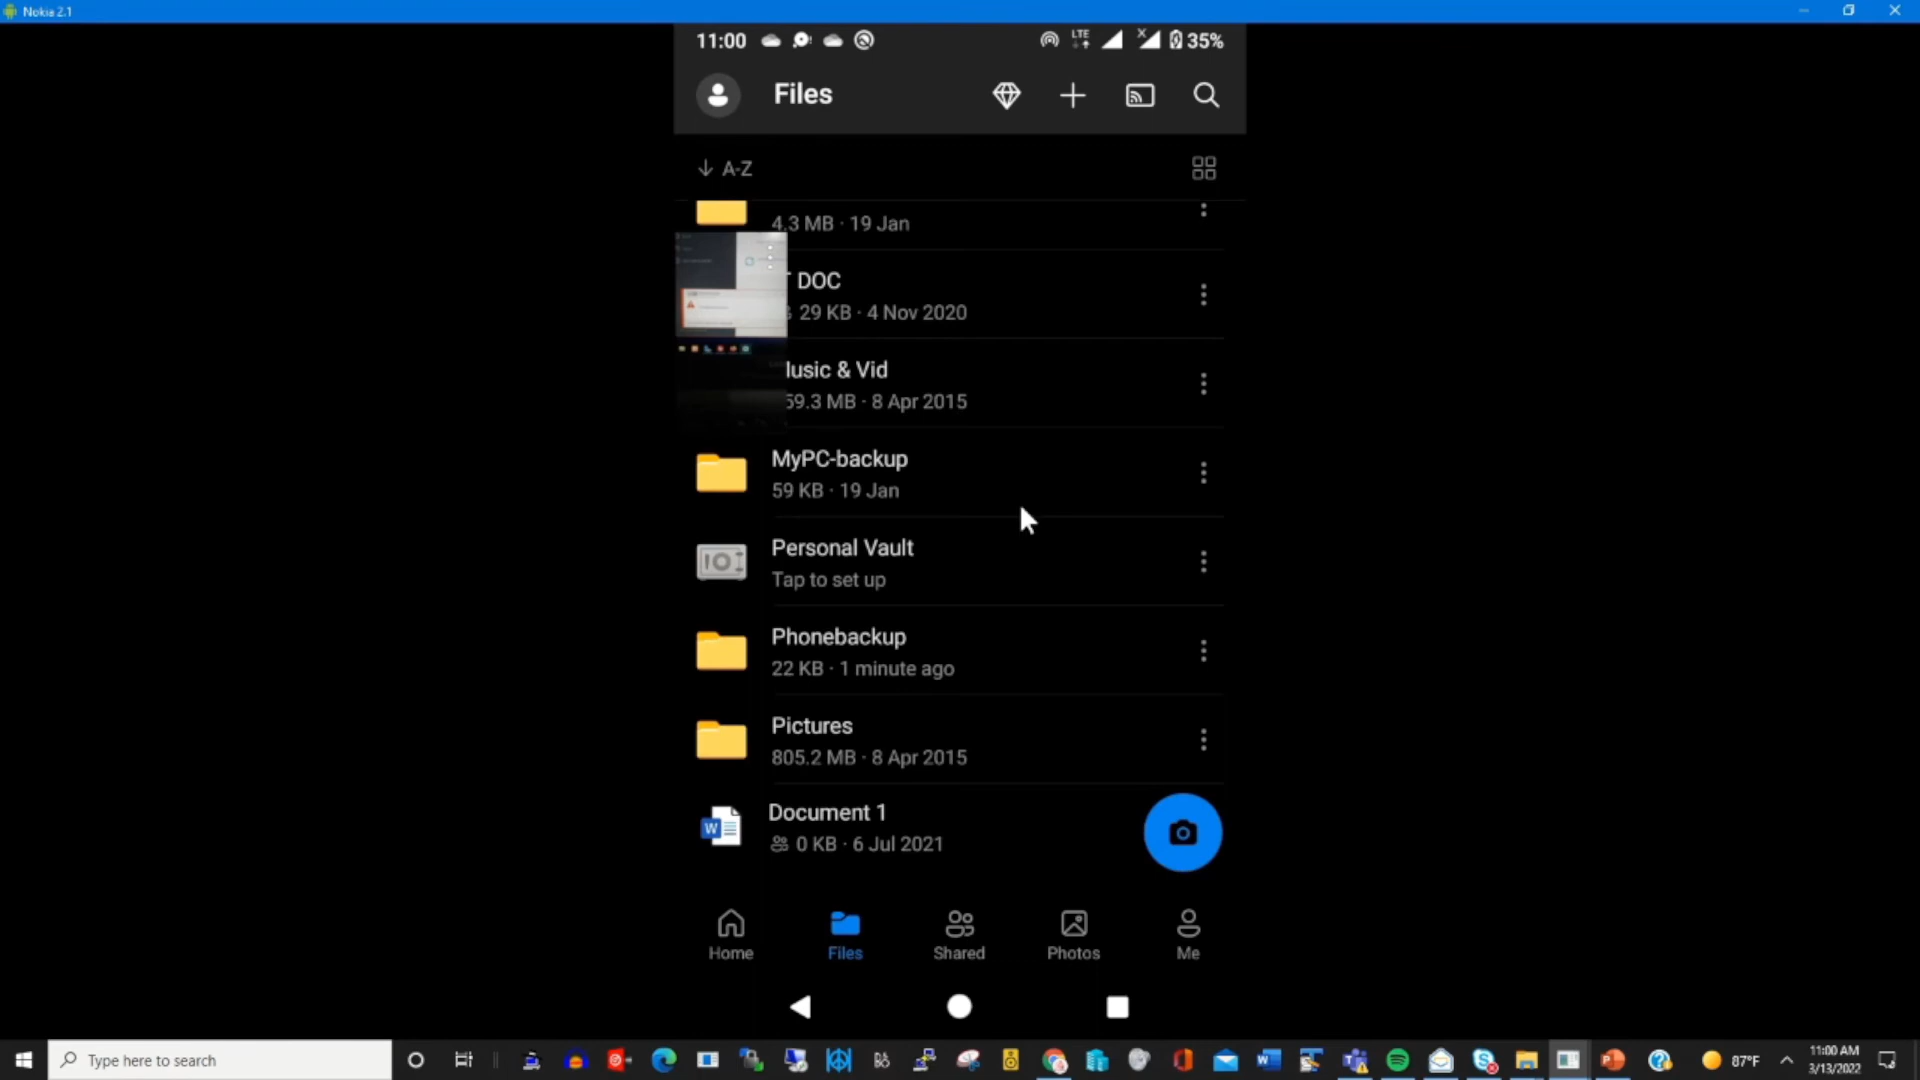 Nokia 2.1
11:00
LTE
35%
Files
A-Z
4.3 MB · 19 Jan
DOC
29 KB · 4 Nov 2020
usic & Vid
59.3 MB · 8 Apr 2015
MyPC-backup
59 KB · 19 Jan
Personal Vault
Tap to set up
Phonebackup
22 KB · 1 minute ago
Pictures
805.2 MB · 8 Apr 2015
Document 1
0 KB · 6 Jul 2021
Home
Files
Shared
Photos
Me
Type here to search
87°F
11:00 AM
3/13/2022